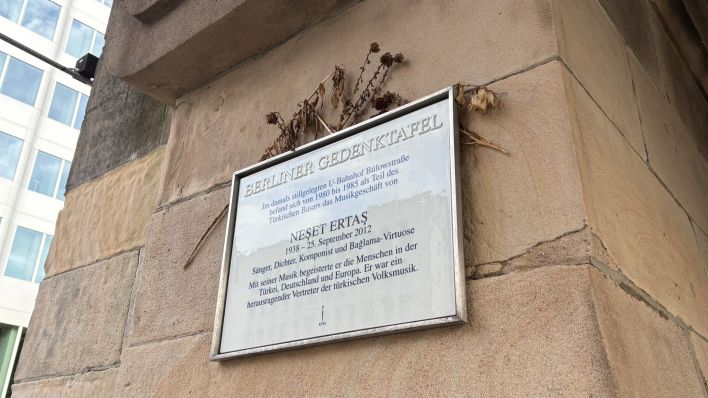 BERLINER GEDENKTAFEL
Im damals stillgelegten U-Bahnhof Bülowstraße
befand sich von 1980 bis 1985 als Teil des
Türkischen Basars das Musikgeschäft von
NEŞET ERTAŞ
1938 – 25. September 2012
Sänger, Dichter, Komponist und Bağlama-Virtuose
Mit seiner Musik begeisterte er die Menschen in der
Türkei, Deutschland und Europa. Er war ein
herausragender Vertreter der türkischen Volksmusik.
KPM